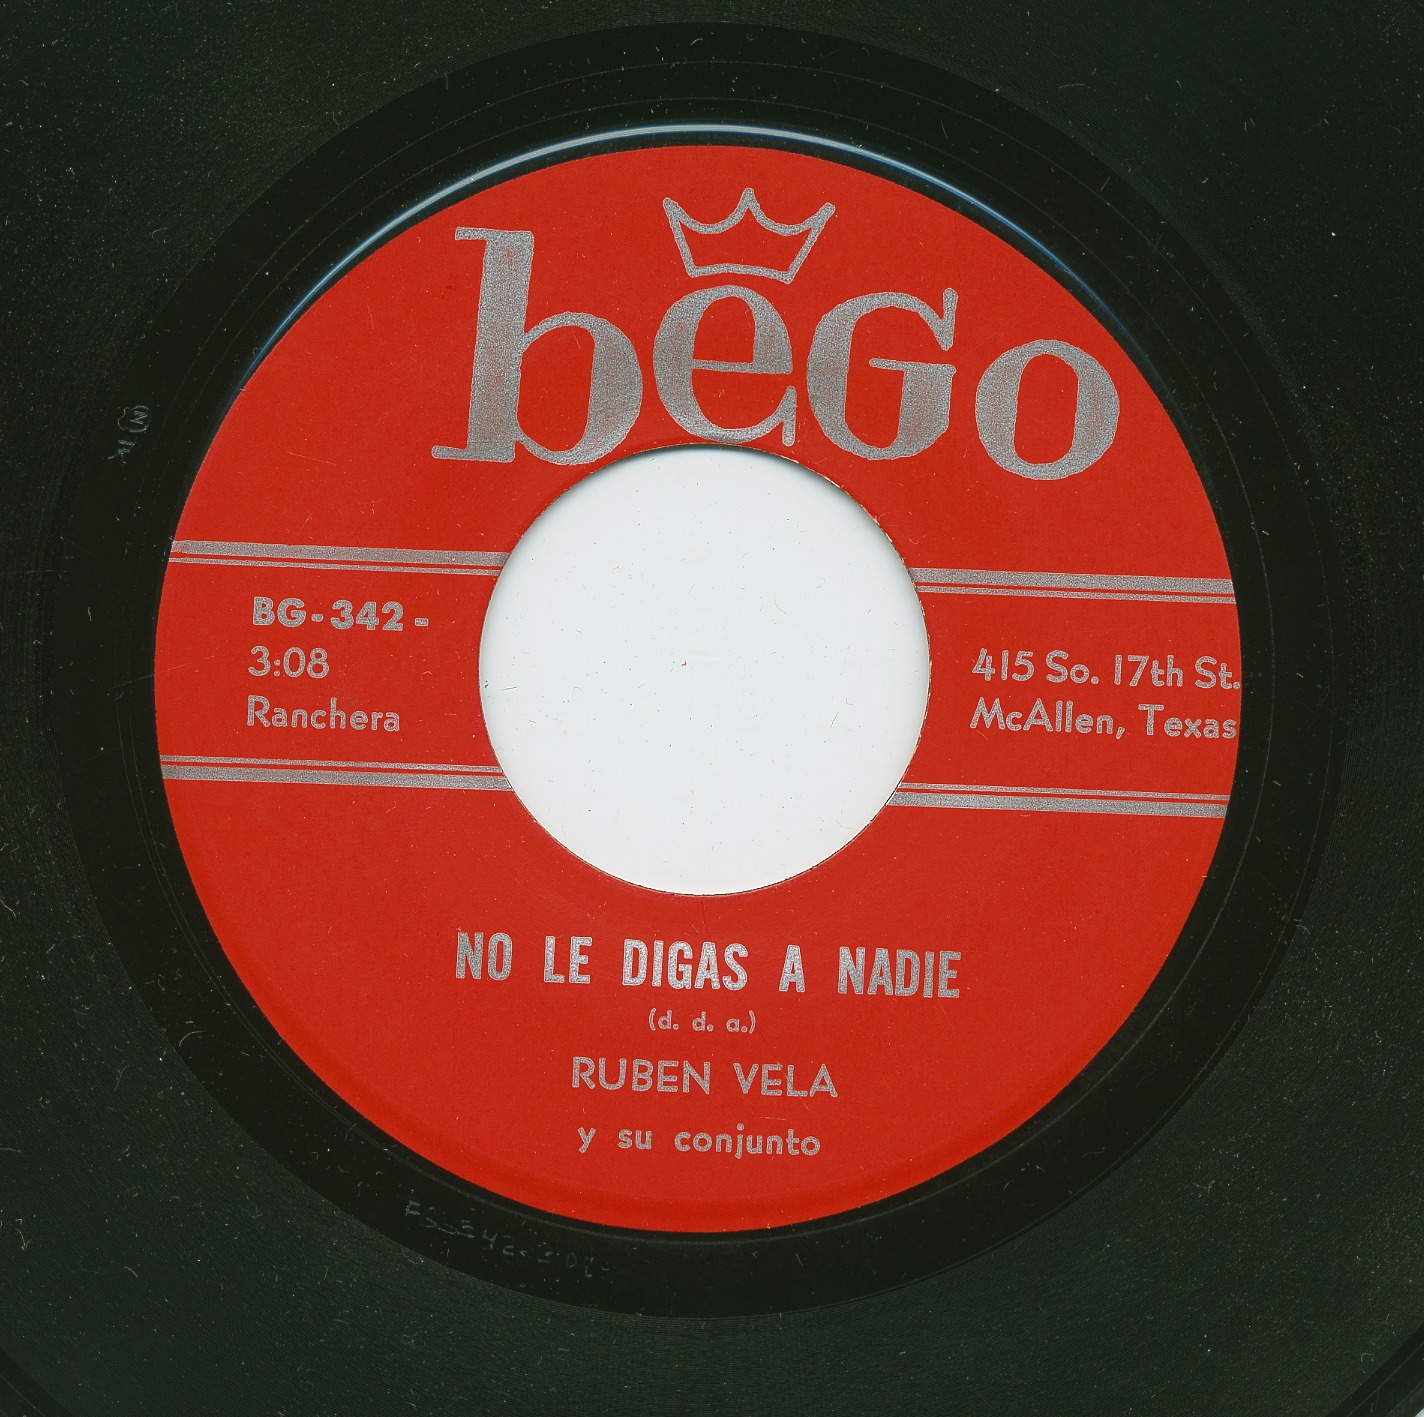 bego
BG-342-
3:08
Ranchera
415 So. 17th St.
McAllen, Texas
NO LE DIGAS A NADIE
(d. d. a.)
RUBEN VELA
y su conjunto